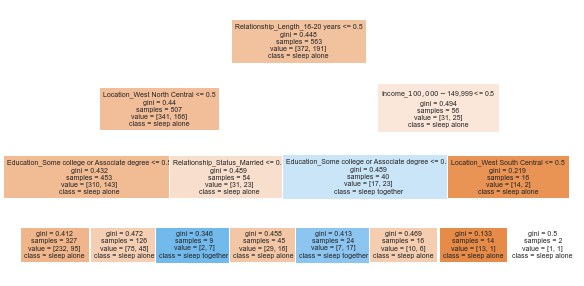 Relationship_Length_16-20 years <= 0.5
gini = 0.445
samples = 563
value = [372, 191]
class = sleep alone
Location_West North Central <= 0.5
gini = 0.44
samples = 507
value = [341, 166]
class = sleep alone
Income_100,000 − 149,999 <= 0.5
gini = 0.494
samples = 56
value = [31, 25]
class = sleep alone
Education_Some college or Associate degree <= 0.5
gini = 0.432
samples = 453
value = [310, 143]
class = sleep alone
Relationship_Status_Married <= 0.
gini = 0.459
samples = 54
value = [31, 23]
class = sleep alone
Education_Some college or Associate degree <= 0.
gini = 0.459
samples = 40
value = [17, 23]
class = sleep together
Location_West South Central <= 0.5
gini = 0.219
samples = 16
value = [14, 2]
class = sleep alone
gini = 0.412
samples = 327
value = [232, 95]
class = sleep alone
gini = 0.472
samples = 126
value = [75, 48]
class = sleep alone
gini = 0.346
samples = 9
value = [2, 7]
class = sleep together
gini = 0.458
samples = 45
value = [29, 16]
class = sleep alone
gini = 0.413
samples = 24
value = [7, 17]
class = sleep together
gini = 0.469
samples = 16
value = [10, 6]
class = sleep alone
gini = 0.133
samples = 14
value = [13, 1]
class = sleep alone
gini = 0.5
samples = 2
value = [1, 1]
class = sleep alone